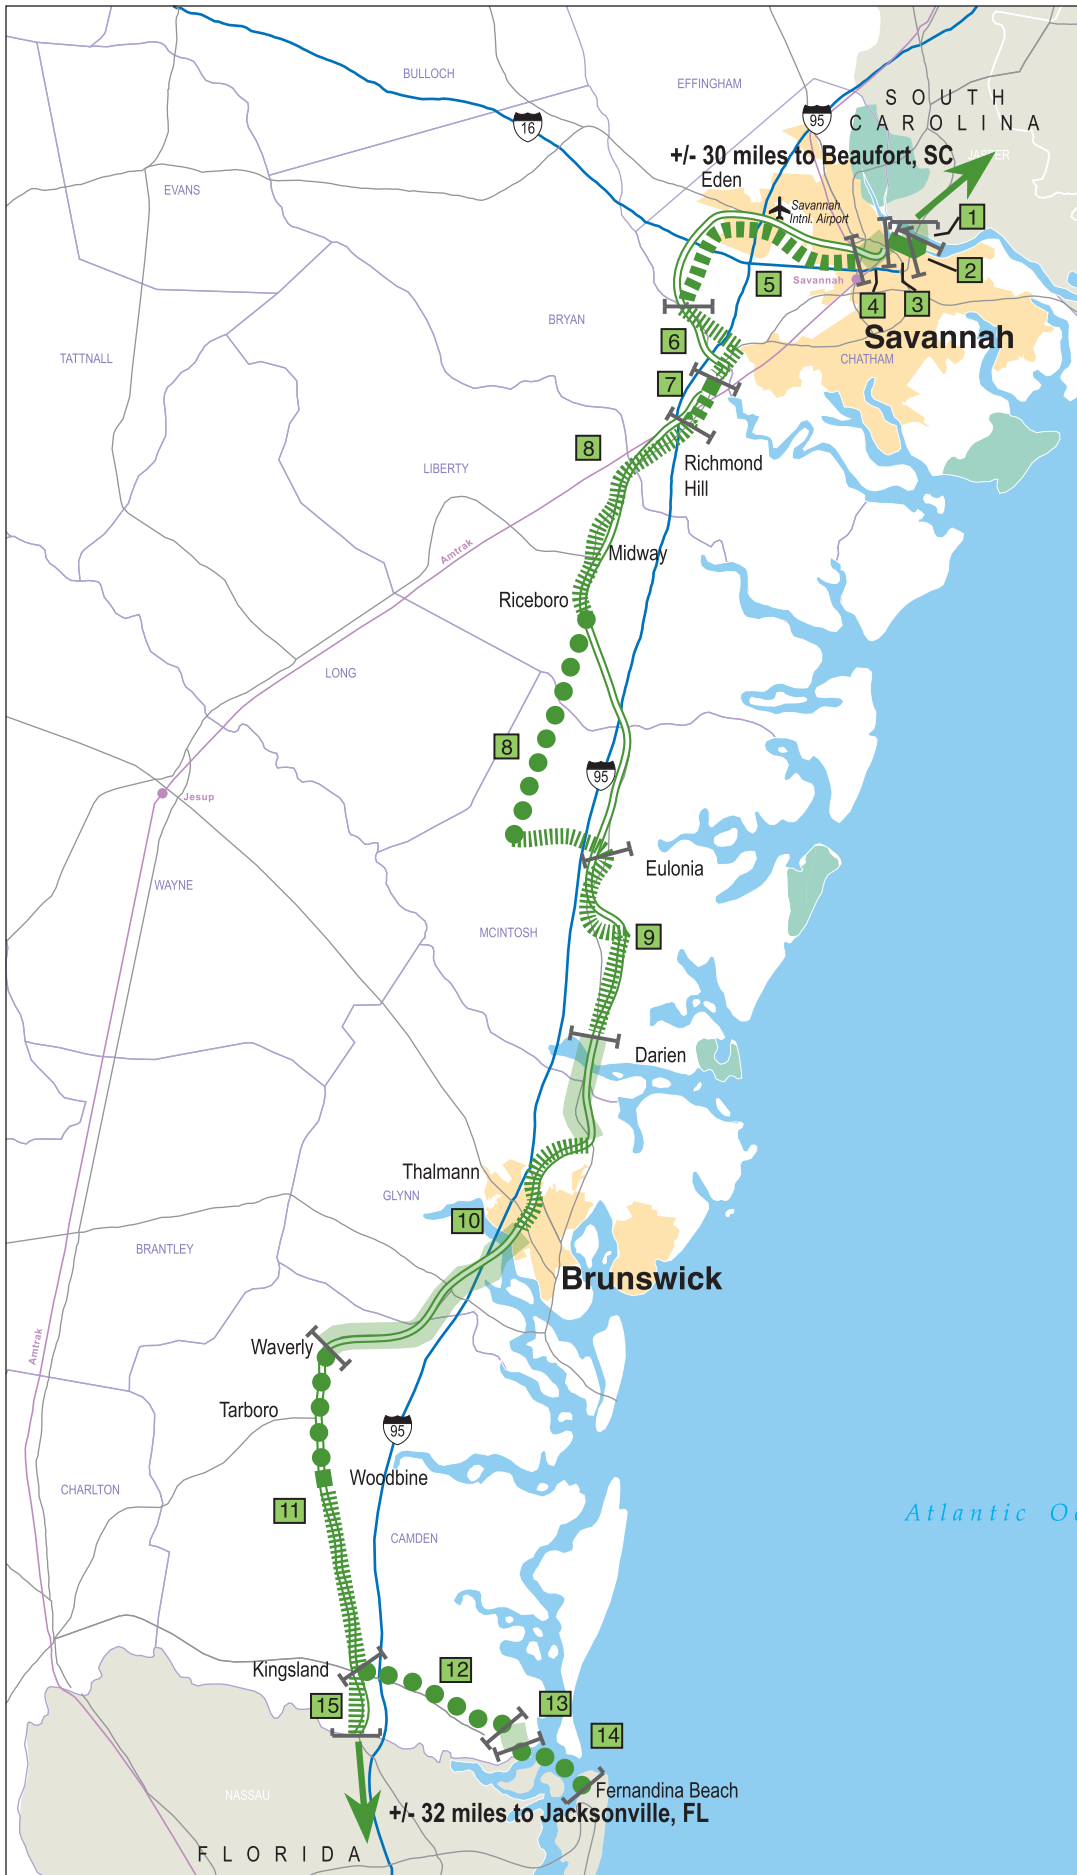 BULLOCH
EFFINGHAM
SOUTH
CAROLINA
95
16
+/- 30 miles to Beaufort, SC
JASPER
Eden
EVANS
Savannah
Intnl. Airport
1
2
5
Savannah
4
3
BRYAN
6
Savannah
TATTNALL
CHATHAM
7
8
Richmond
Hill
LIBERTY
Amtrak
Midway
Riceboro
LONG
8
95
Jesup
Eulonia
WAYNE
MCINTOSH
9
Darien
Thalmann
GLYNN
10
BRANTLEY
Brunswick
Amtrak
Waverly
Tarboro
95
Woodbine
CHARLTON
11
Atlantic
CAMDEN
Kingsland
12
15
13
14
Fernandina Beach
NASSAU
+/- 32 miles to Jacksonville, FL
FLORIDA